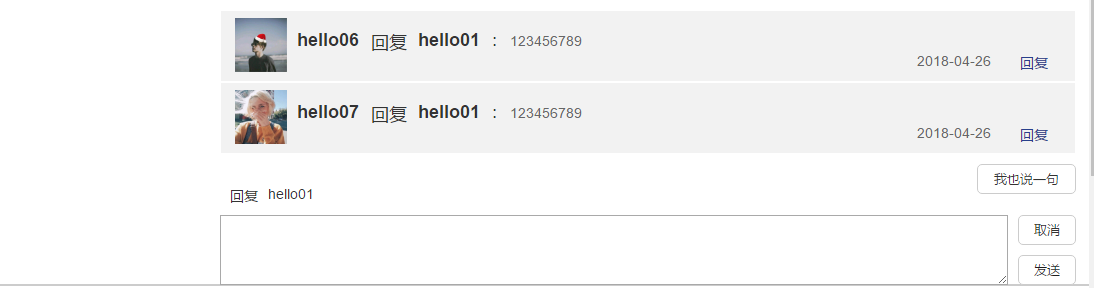 hello06 回复 hello01 : 123456789
2018-04-26 回复
hello07 回复 hello01 : 123456789
2018-04-26 回复
我也说一句
回复 hello01
取消
发送